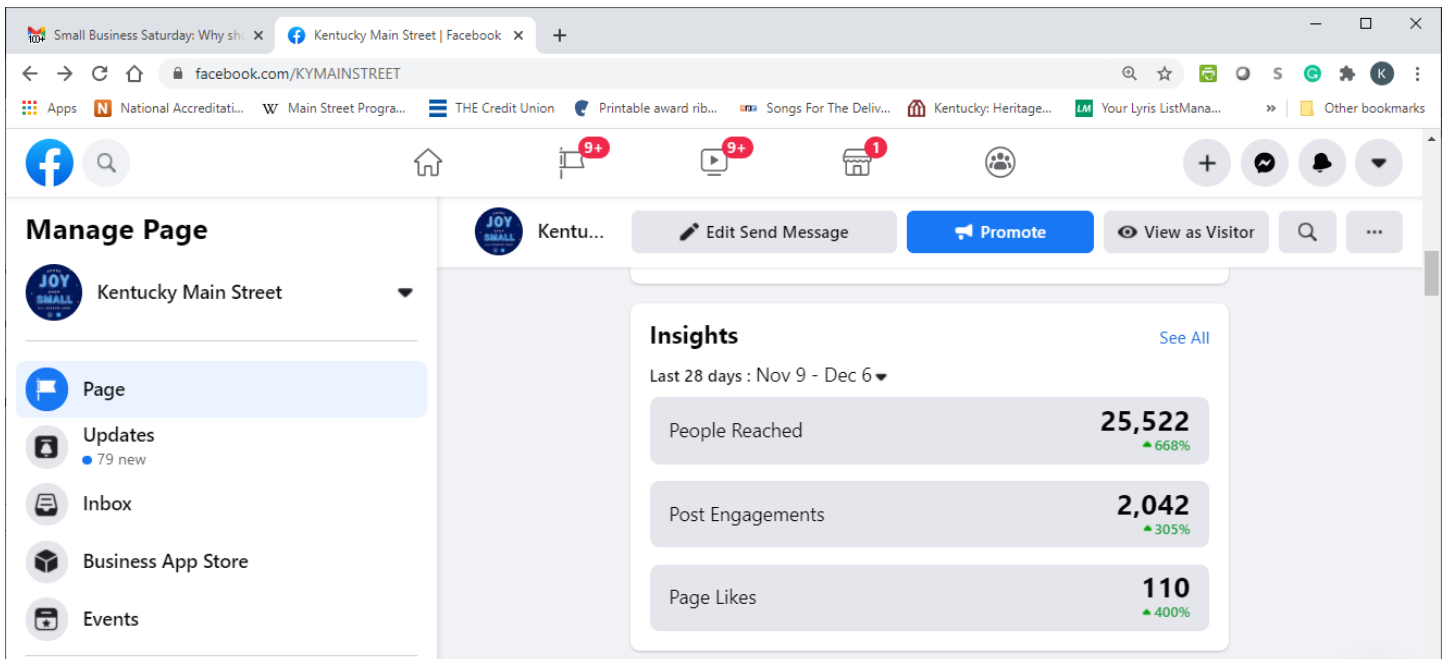 Small Business Saturday: Why sh
Kentucky Main Street | Facebook
facebook.com/KYMAINSTREET
K
Apps
National Accreditati...
Main Street Progra...
THE Credit Union
Printable award rib...
Songs For The Deliv...
Kentucky: Heritage...
Your Lyris ListMana...
»
Other bookmarks
9+
9+
1
Manage Page
JOY
SMALL
Kentu...
Edit Send Message
Promote
View as Visitor
...
JOY
SMALL
Kentucky Main Street
Page
Updates
79 new
Inbox
Business App Store
Events
Insights
See All
Last 28 days : Nov 9 - Dec 6
People Reached
25,522
668%
Post Engagements
2,042
305%
Page Likes
110
400%